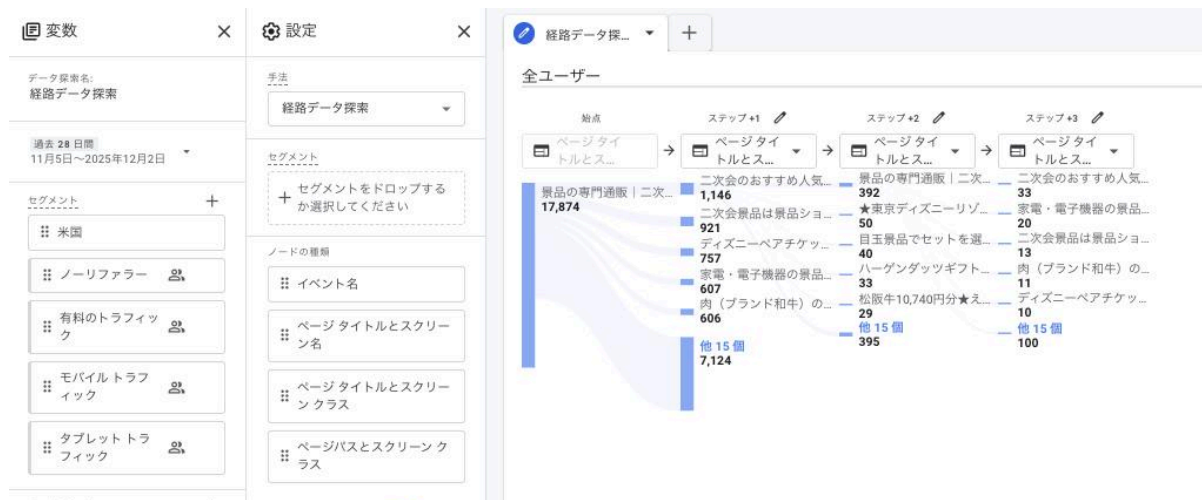 変数
データ探索名:
経路データ探索
過去 28 日間
11月5日～2025年12月2日
セグメント
米国
ノーリファラー
有料のトラフィッ
ク
モバイル トラフ
ィック
タブレット トラ
フィック
設定
手法
経路データ探索
セグメント
セグメントをドロップする
か選択してください
ノードの種類
イベント名
ページ タイトルとスクリー
ン名
ページ タイトルとスクリー
ン クラス
ページパスとスクリーン ク
ラス
経路データ探...
全ユーザー
始点
ページ タイ
トルとス...
景品の専門通販｜二次...
17,874
ステップ +1
ページ タイ
トルとス...
二次会のおすすめ人気...
1,146
二次会景品は景品ショ...
921
ディズニーペアチケッ...
757
家電・電子機器の景品...
607
肉（ブランド和牛）の...
606
他 15 個
7,124
ステップ +2
ページ タイ
トルとス...
景品の専門通販｜二次...
392
★東京ディズニーリゾ...
50
目玉景品でセットを選...
40
ハーゲンダッツギフト...
33
松阪牛10,740円分★え...
29
他 15 個
395
ステップ +3
ページ タイ
トルとス...
二次会のおすすめ人気...
33
家電・電子機器の景品...
20
二次会景品は景品ショ...
13
肉（ブランド和牛）の...
11
ディズニーペアチケッ...
10
他 15 個
100